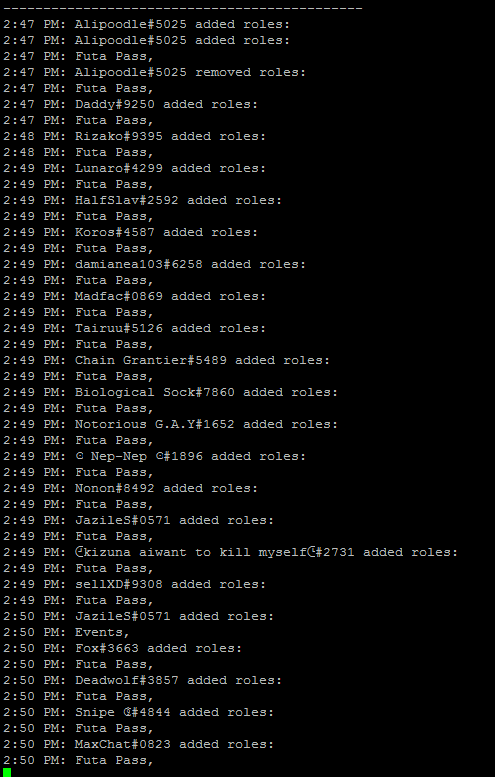 ---------------------------------------------
2:47 PM: Alipoodle#5025 added roles:
2:47 PM: Alipoodle#5025 added roles:
2:47 PM: Futa Pass,
2:47 PM: Alipoodle#5025 removed roles:
2:47 PM: Futa Pass,
2:47 PM: Daddy#9250 added roles:
2:47 PM: Futa Pass,
2:48 PM: Rizako#9395 added roles:
2:48 PM: Futa Pass,
2:49 PM: Lunaro#4299 added roles:
2:49 PM: Futa Pass,
2:49 PM: HalfSlav#2592 added roles:
2:49 PM: Futa Pass,
2:49 PM: Koros#4587 added roles:
2:49 PM: Futa Pass,
2:49 PM: damianea103#6258 added roles:
2:49 PM: Futa Pass,
2:49 PM: Madfac#0869 added roles:
2:49 PM: Futa Pass,
2:49 PM: Tairuu#5126 added roles:
2:49 PM: Futa Pass,
2:49 PM: Chain Grantier#5489 added roles:
2:49 PM: Futa Pass,
2:49 PM: Biological Sock#7860 added roles:
2:49 PM: Futa Pass,
2:49 PM: Notorious G.A.Y#1652 added roles:
2:49 PM: Futa Pass,
2:49 PM: Nep-Nep #1896 added roles:
2:49 PM: Futa Pass,
2:49 PM: Nonon#8492 added roles:
2:49 PM: Futa Pass,
2:49 PM: JazileS#0571 added roles:
2:49 PM: Futa Pass,
2:49 PM: kizuna aiwant to kill myself#2731 added roles:
2:49 PM: Futa Pass,
2:49 PM: sellXD#9308 added roles:
2:49 PM: Futa Pass,
2:50 PM: JazileS#0571 added roles:
2:50 PM: Events,
2:50 PM: Fox#3663 added roles:
2:50 PM: Futa Pass,
2:50 PM: Deadwolf#3857 added roles:
2:50 PM: Futa Pass,
2:50 PM: Snipe #4844 added roles:
2:50 PM: Futa Pass,
2:50 PM: MaxChat#0823 added roles:
2:50 PM: Futa Pass,